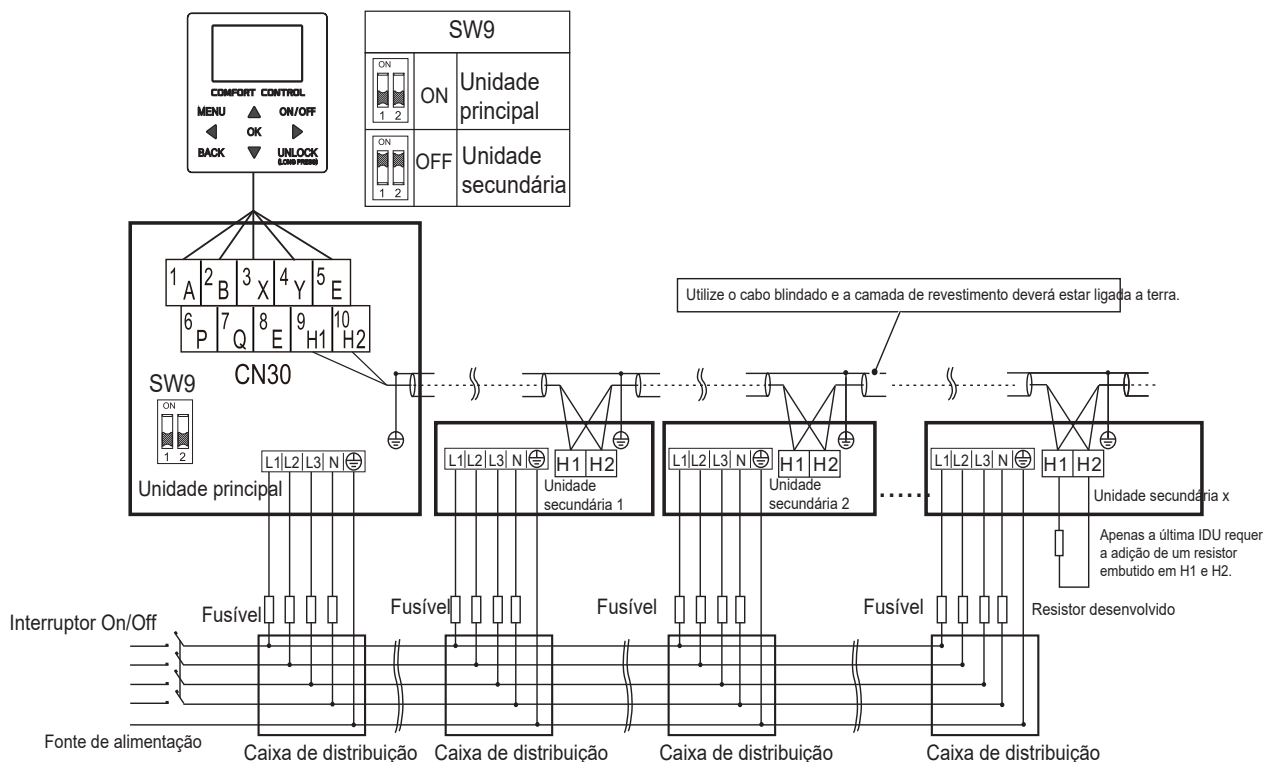 COMFORT CONTROL
MENU ON/OFF
OK
BACK UNLOCK
(LONG PRESS)
SW9
ON
1 2
ON
Unidade
principal
ON
1 2
OFF
Unidade
secundária
1 A 2 B 3 X 4 Y 5 E
6 P 7 Q 8 E 9 H1 10 H2
CN30
SW9
ON
1 2
L1 L2 L3 N
Unidade principal
Utilize o cabo blindado e a camada de revestimento deverá estar ligada a terra.
L1 L2 L3 N
H1 H2
Unidade
secundária 1
L1 L2 L3 N
H1 H2
Unidade
secundária 2
L1 L2 L3 N
H1 H2
Unidade secundária x
Apenas a última IDU requer
a adição de um resistor
embutido em H1 e H2.
Resistor desenvolvido
Interruptor On/Off
Fusível
Fusível
Fusível
Fusível
Fonte de alimentação
Caixa de distribuição
Caixa de distribuição
Caixa de distribuição
Caixa de distribuição